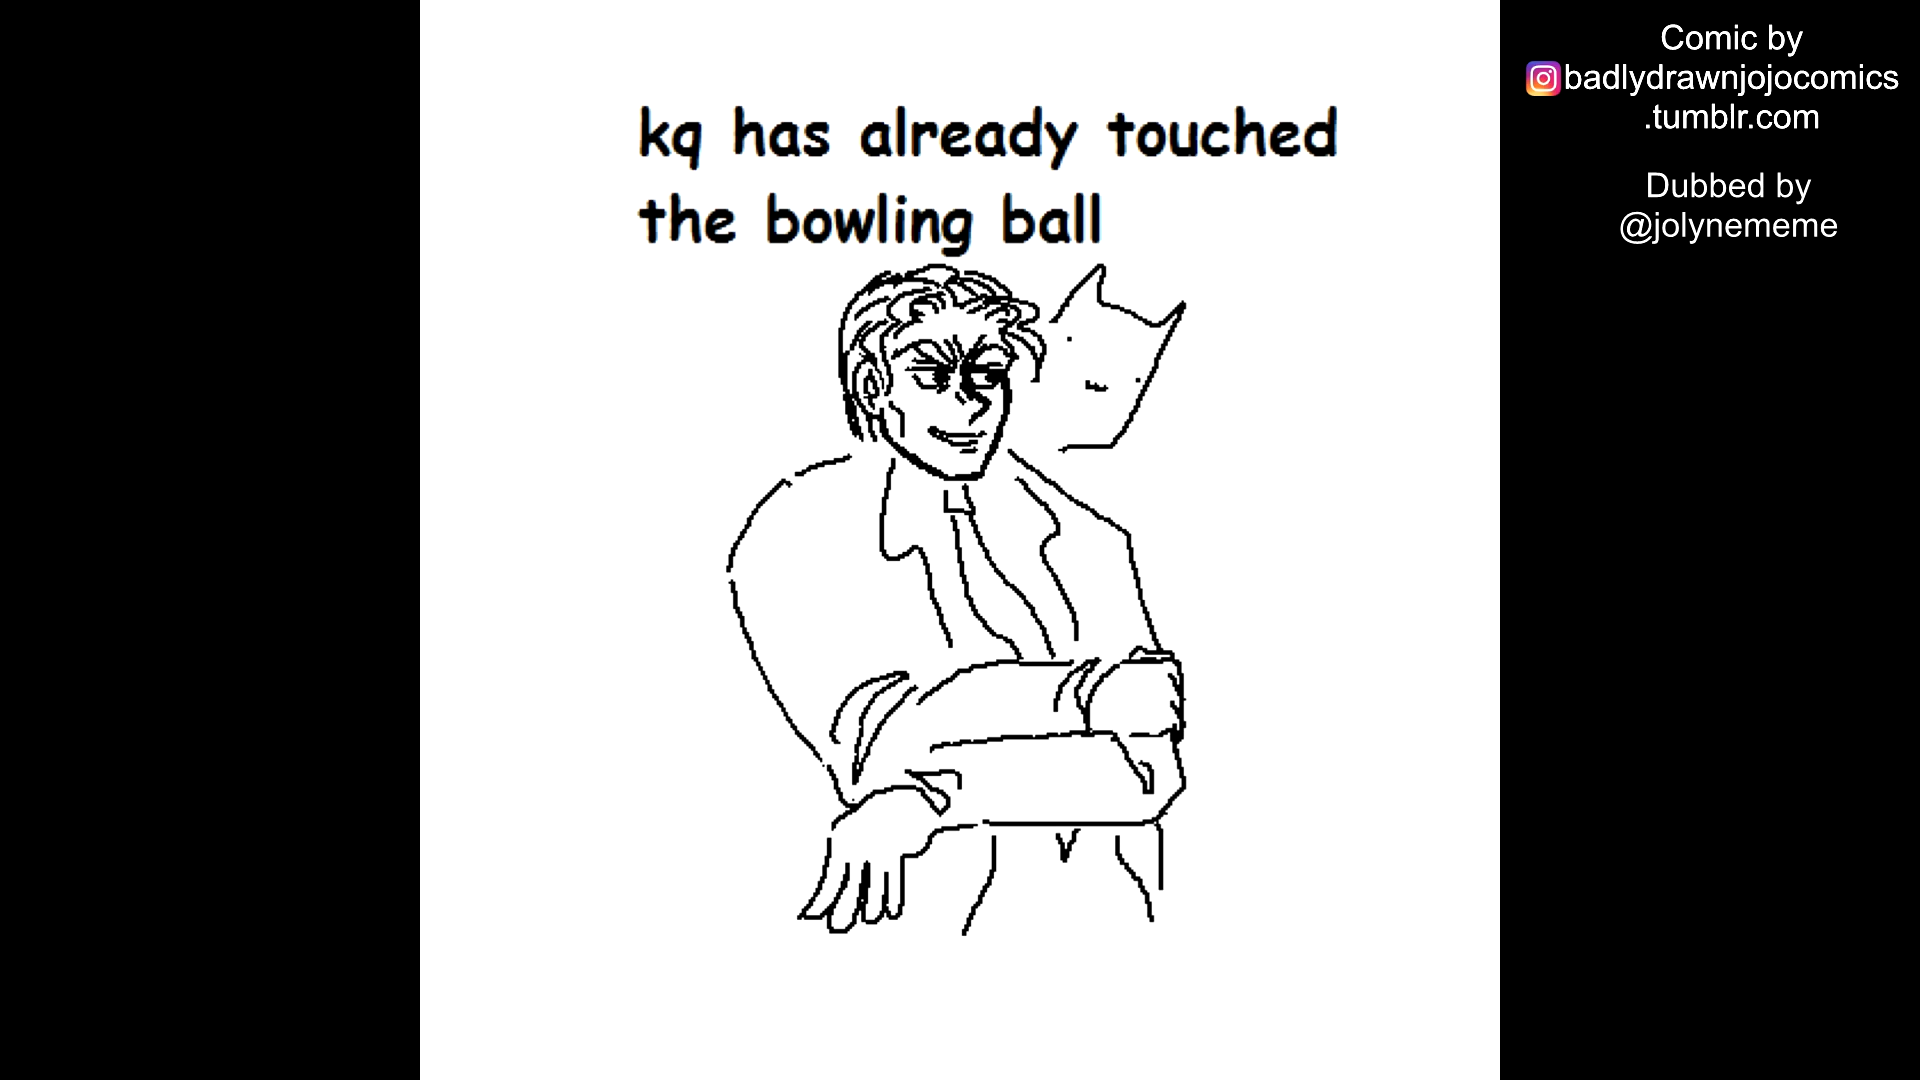 kq has already touched
the bowling ball
Comic by
badlydrawnjojocomics
.tumblr.com
Dubbed by
@jolynememe